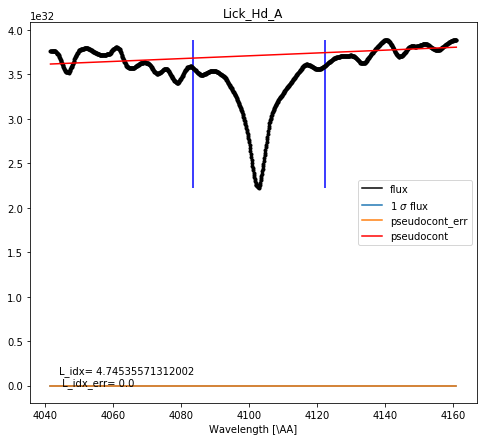 Lick_Hd_A
1e32
4.0
3.5
3.0
2.5
2.0
1.5
1.0
0.5
0.0
flux
1 σ flux
pseudocont_err
pseudocont
L_idx= 4.74535571312002
L_idx_err= 0.0
4040 4060 4080 4100 4120 4140 4160
Wavelength [\AA]